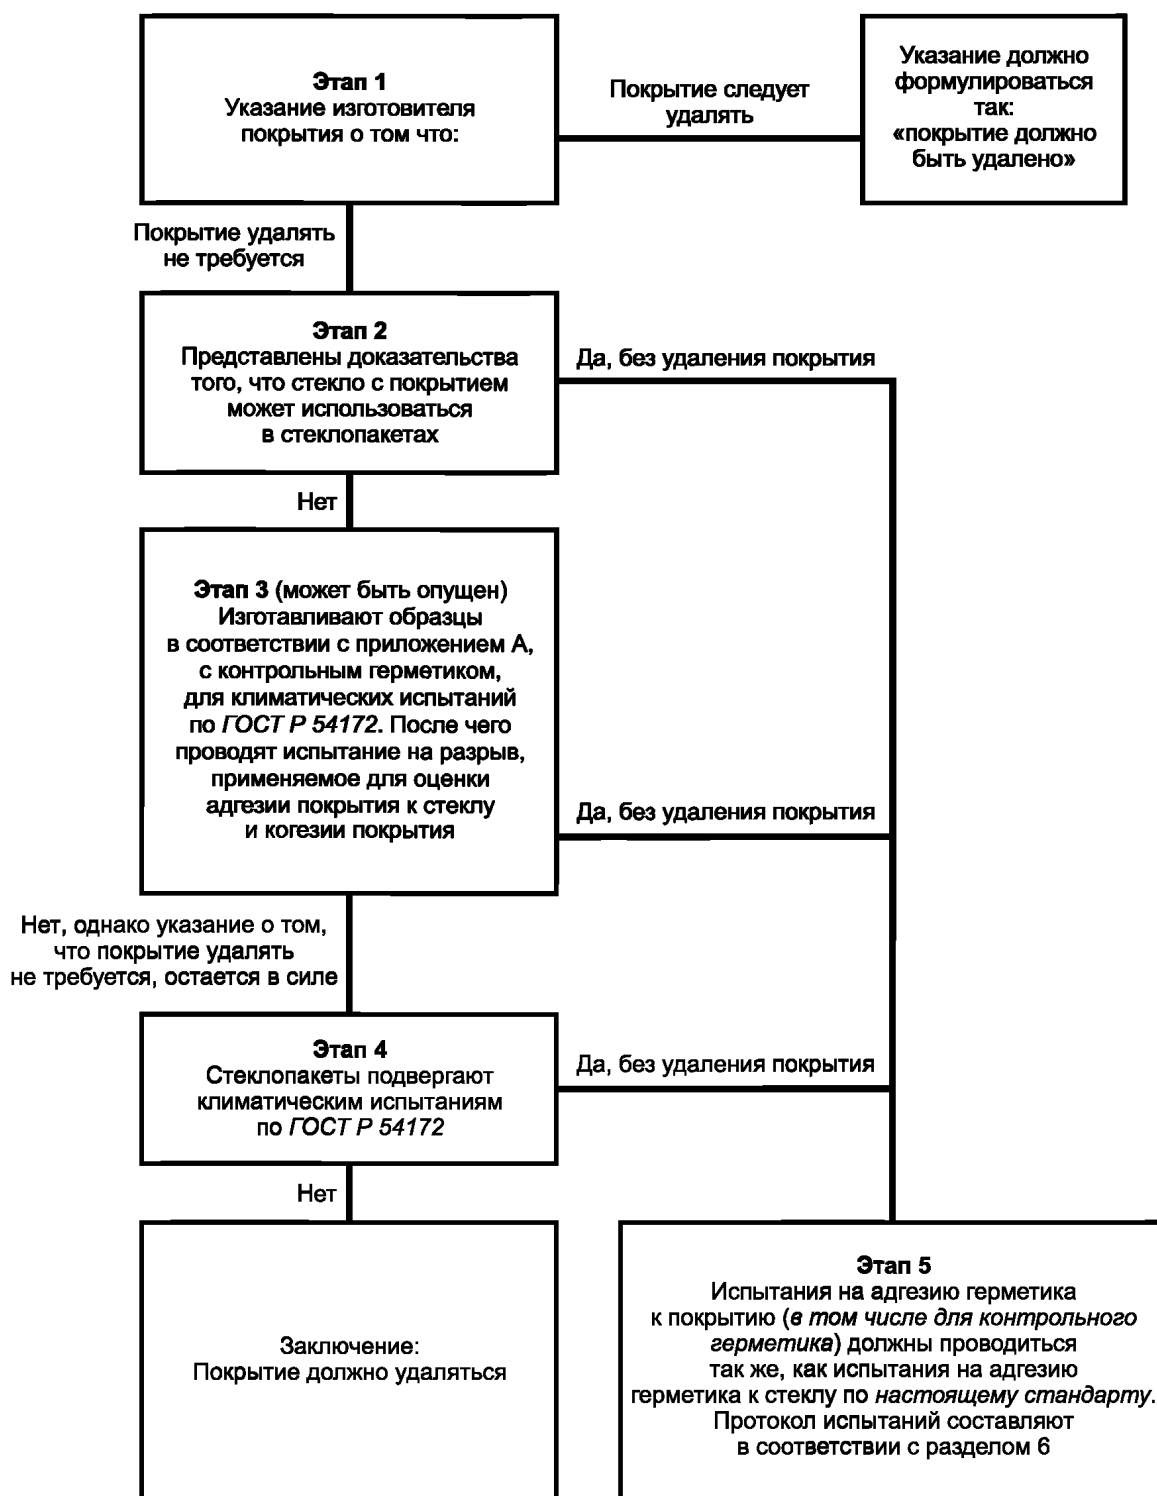 Этап 1
Указание изготовителя
покрытия о том что:
Покрытие следует
удалять
Указание должно
формулироваться
так:
«покрытие должно
быть удалено»
Покрытие удалять
не требуется
Этап 2
Представлены доказательства
того, что стекло с покрытием
может использоваться
в стеклопакетах
Да, без удаления покрытия
Нет
Этап 3 (может быть опущен)
Изготавливают образцы
в соответствии с приложением А,
с контрольным герметиком,
для климатических испытаний
по ГОСТ Р 54172. После чего
проводят испытание на разрыв,
применяемое для оценки
адгезии покрытия к стеклу
и когезии покрытия
Да, без удаления покрытия
Нет, однако указание о том,
что покрытие удалять
не требуется, остается в силе
Этап 4
Стеклопакеты подвергают
климатическим испытаниям
по ГОСТ Р 54172
Да, без удаления покрытия
Нет
Заключение:
Покрытие должно удаляться
Этап 5
Испытания на адгезию герметика
к покрытию (в том числе для контрольного
герметика) должны проводиться
так же, как испытания на адгезию
герметика к стеклу по настоящему стандарту.
Протокол испытаний составляют
в соответствии с разделом 6